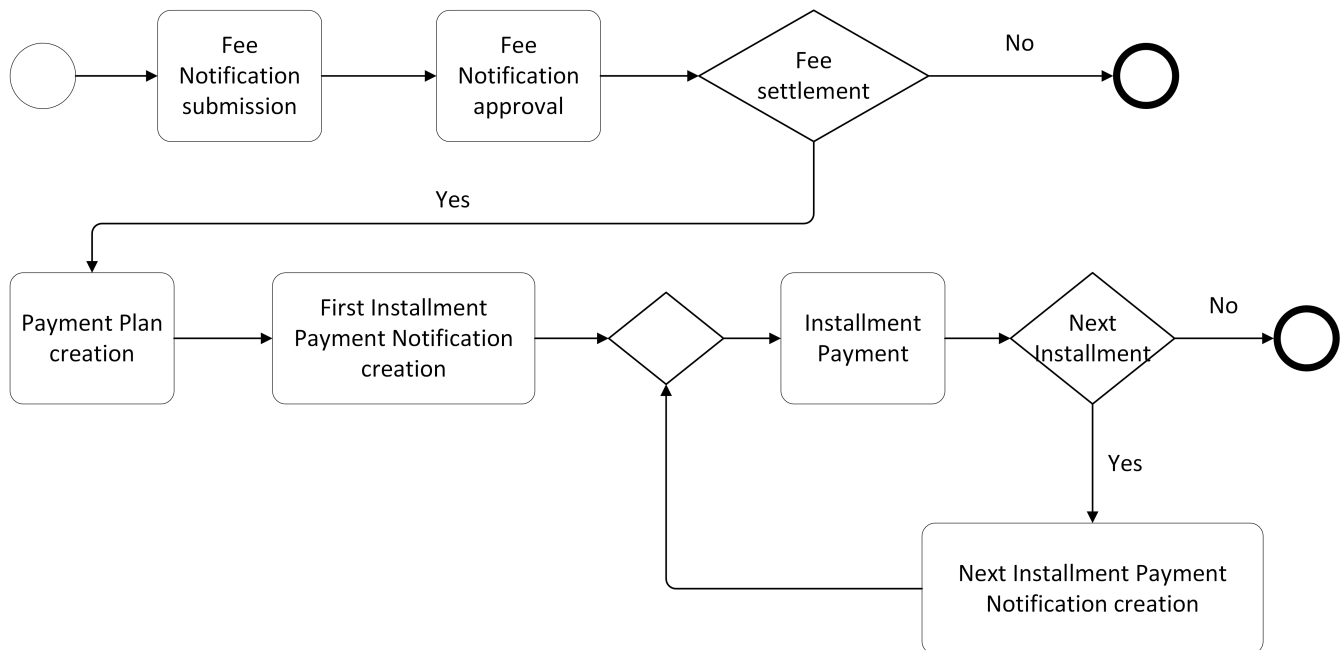 Fee
Notification
submission
Fee
Notification
approval
Fee
settlement
No
Yes
Payment Plan
creation
First Installment
Payment Notification
creation
Installment
Payment
Next
Installment
No
Yes
Next Installment Payment
Notification creation